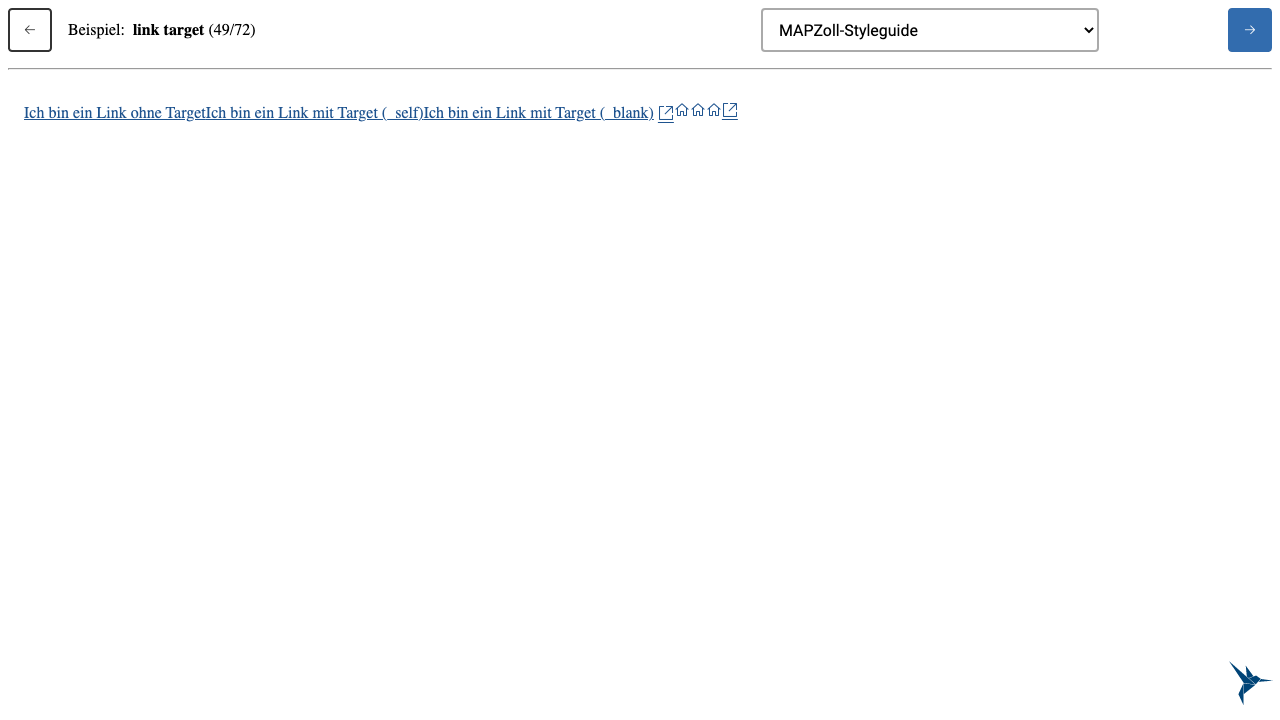 Beispiel: link target (49/72)
MAPZoll-Styleguide
Ich bin ein Link ohne TargetIch bin ein Link mit Target (_self)Ich bin ein Link mit Target (_blank)